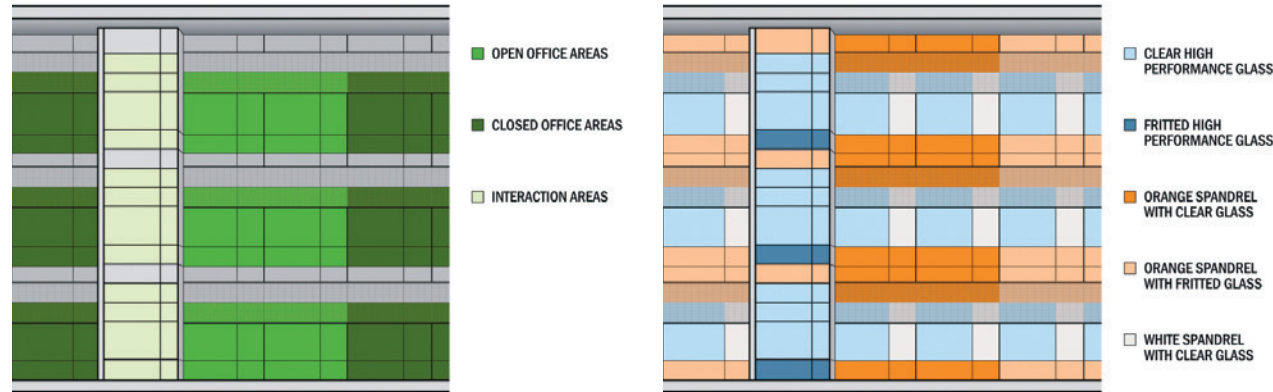 OPEN OFFICE AREAS
CLOSED OFFICE AREAS
INTERACTION AREAS
CLEAR HIGH
PERFORMANCE GLASS
FRITTED HIGH
PERFORMANCE GLASS
ORANGE SPANDREL
WITH CLEAR GLASS
ORANGE SPANDREL
WITH FRITTED GLASS
WHITE SPANDREL
WITH CLEAR GLASS